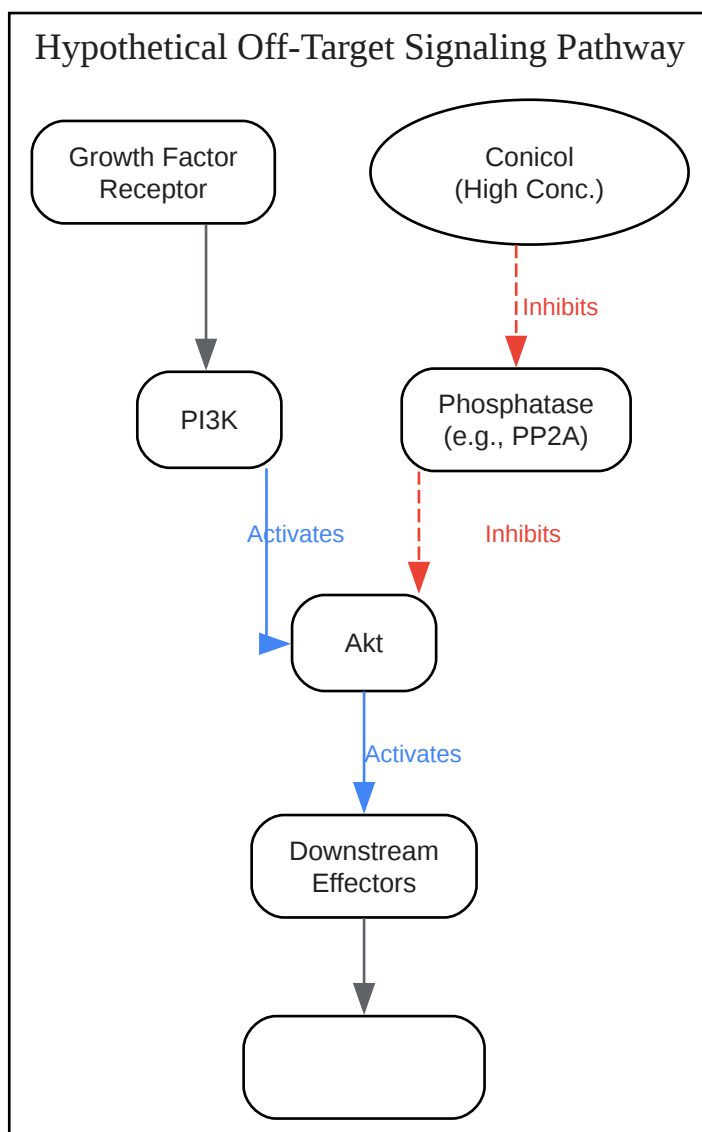 Hypothetical Off-Target Signaling Pathway
Growth Factor
Receptor
Conicol
(High Conc.)
Inhibits
PI3K
Phosphatase
(e.g., PP2A)
Activates
Inhibits
Akt
Activates
Downstream
Effectors